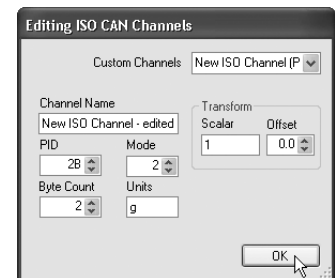 Editing ISO CAN Channels
Custom Channels New ISO Channel (P
Channel Name
New ISO Channel - edited
PID Mode
2B 2
Byte Count Units
2 g
Transform
Scalar Offset
1 0.0
OK